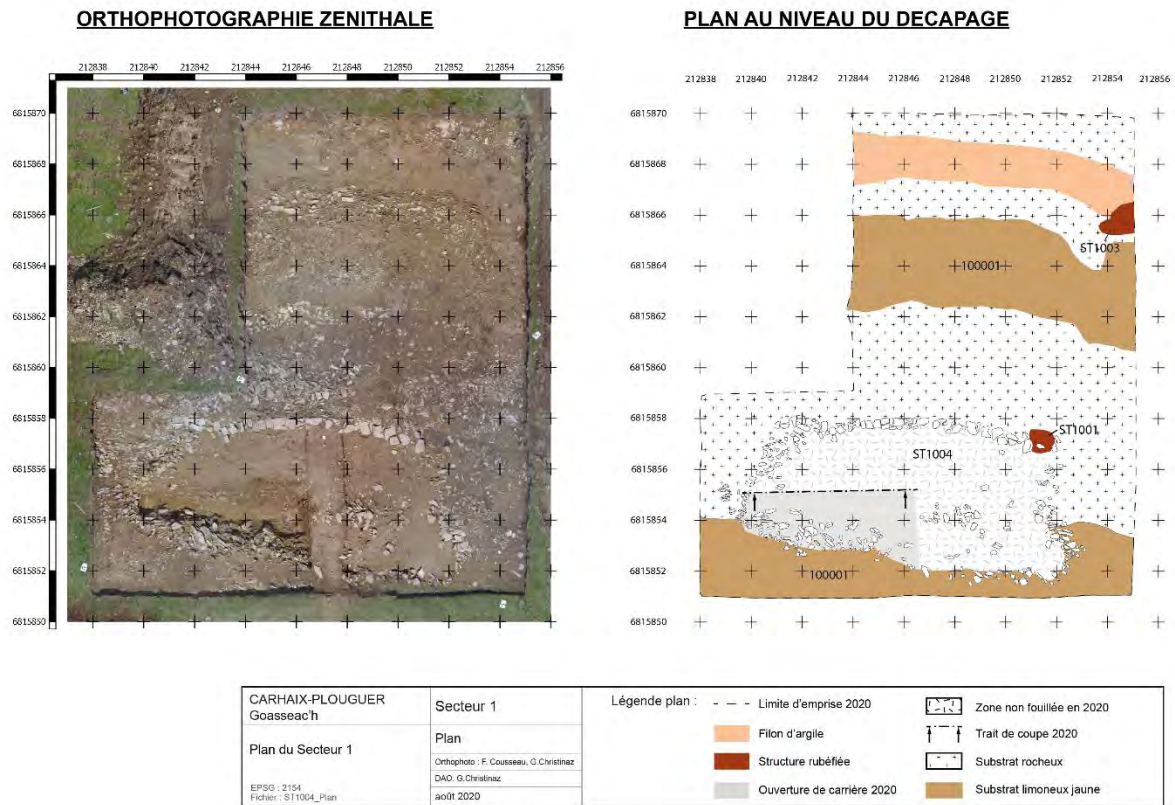 ORTHOPHOTOGRAPHIE ZENITHALE
212838 212840 212842 212844 212846 212848 212850 212852 212854 212856
6815870
6815868
6815866
6815864
6815862
6815860
6815858
6815856
6815854
6815852
6815850
PLAN AU NIVEAU DU DECAPAGE
212838 212840 212842 212844 212846 212848 212850 212852 212854 212856
6815870
6815868
6815866
6815864
6815862
6815860
6815858
6815856
6815854
6815852
6815850
ST1003
100001
ST1001
ST1004
100001
CARHAIX-PLOUGUER
Goasseac'h
Plan du Secteur 1
EPSG : 2154
Fichier : ST1004_Plan
Secteur 1
Plan
Orthophoto : F. Cousseau, G.Christinaz
DAO: G.Christinaz
août 2020
Légende plan :
Limite d'emprise 2020
Filon d'argile
Structure rubéfiée
Ouverture de carrière 2020
Zone non fouillée en 2020
Trait de coupe 2020
Substrat rocheux
Substrat limoneux jaune